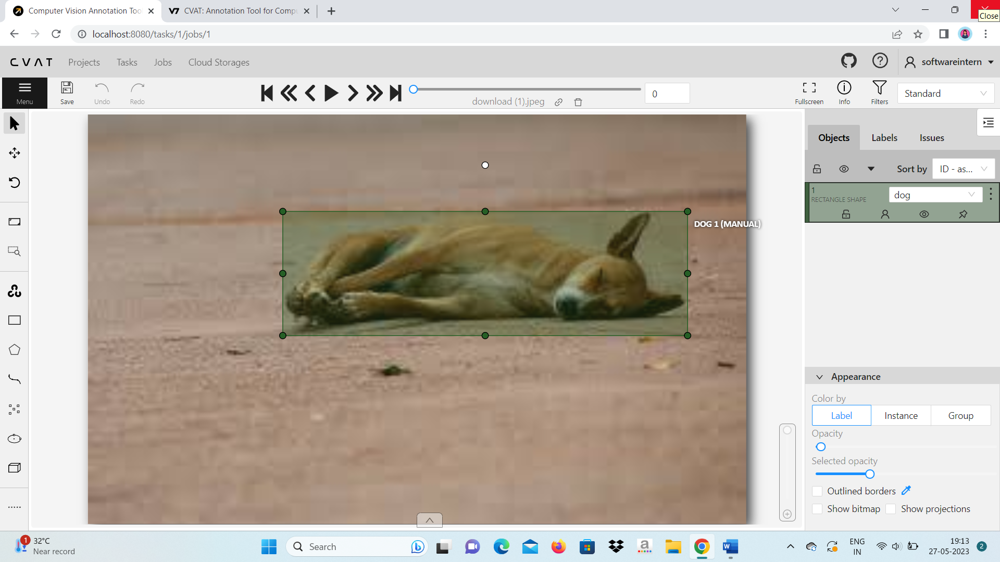 Computer Vision Annotation Too
CVAT: Annotation Tool for Comp
Close
localhost:8080/tasks/1/jobs/1
CVAT
Projects
Tasks
Jobs
Cloud Storages
softwareintern
Menu
Save
Undo
Redo
download (1).jpeg
0
Fullscreen
Info
Filters
Standard
Objects
Labels
Issues
Sort by
ID - as...
1
RECTANGLE SHAPE
dog
DOG 1 (MANUAL)
Appearance
Color by
Label
Instance
Group
Opacity
Selected opacity
Outlined borders
Show bitmap
Show projections
1
32°C
Near record
Search
ENG
IN
19:13
27-05-2023
2